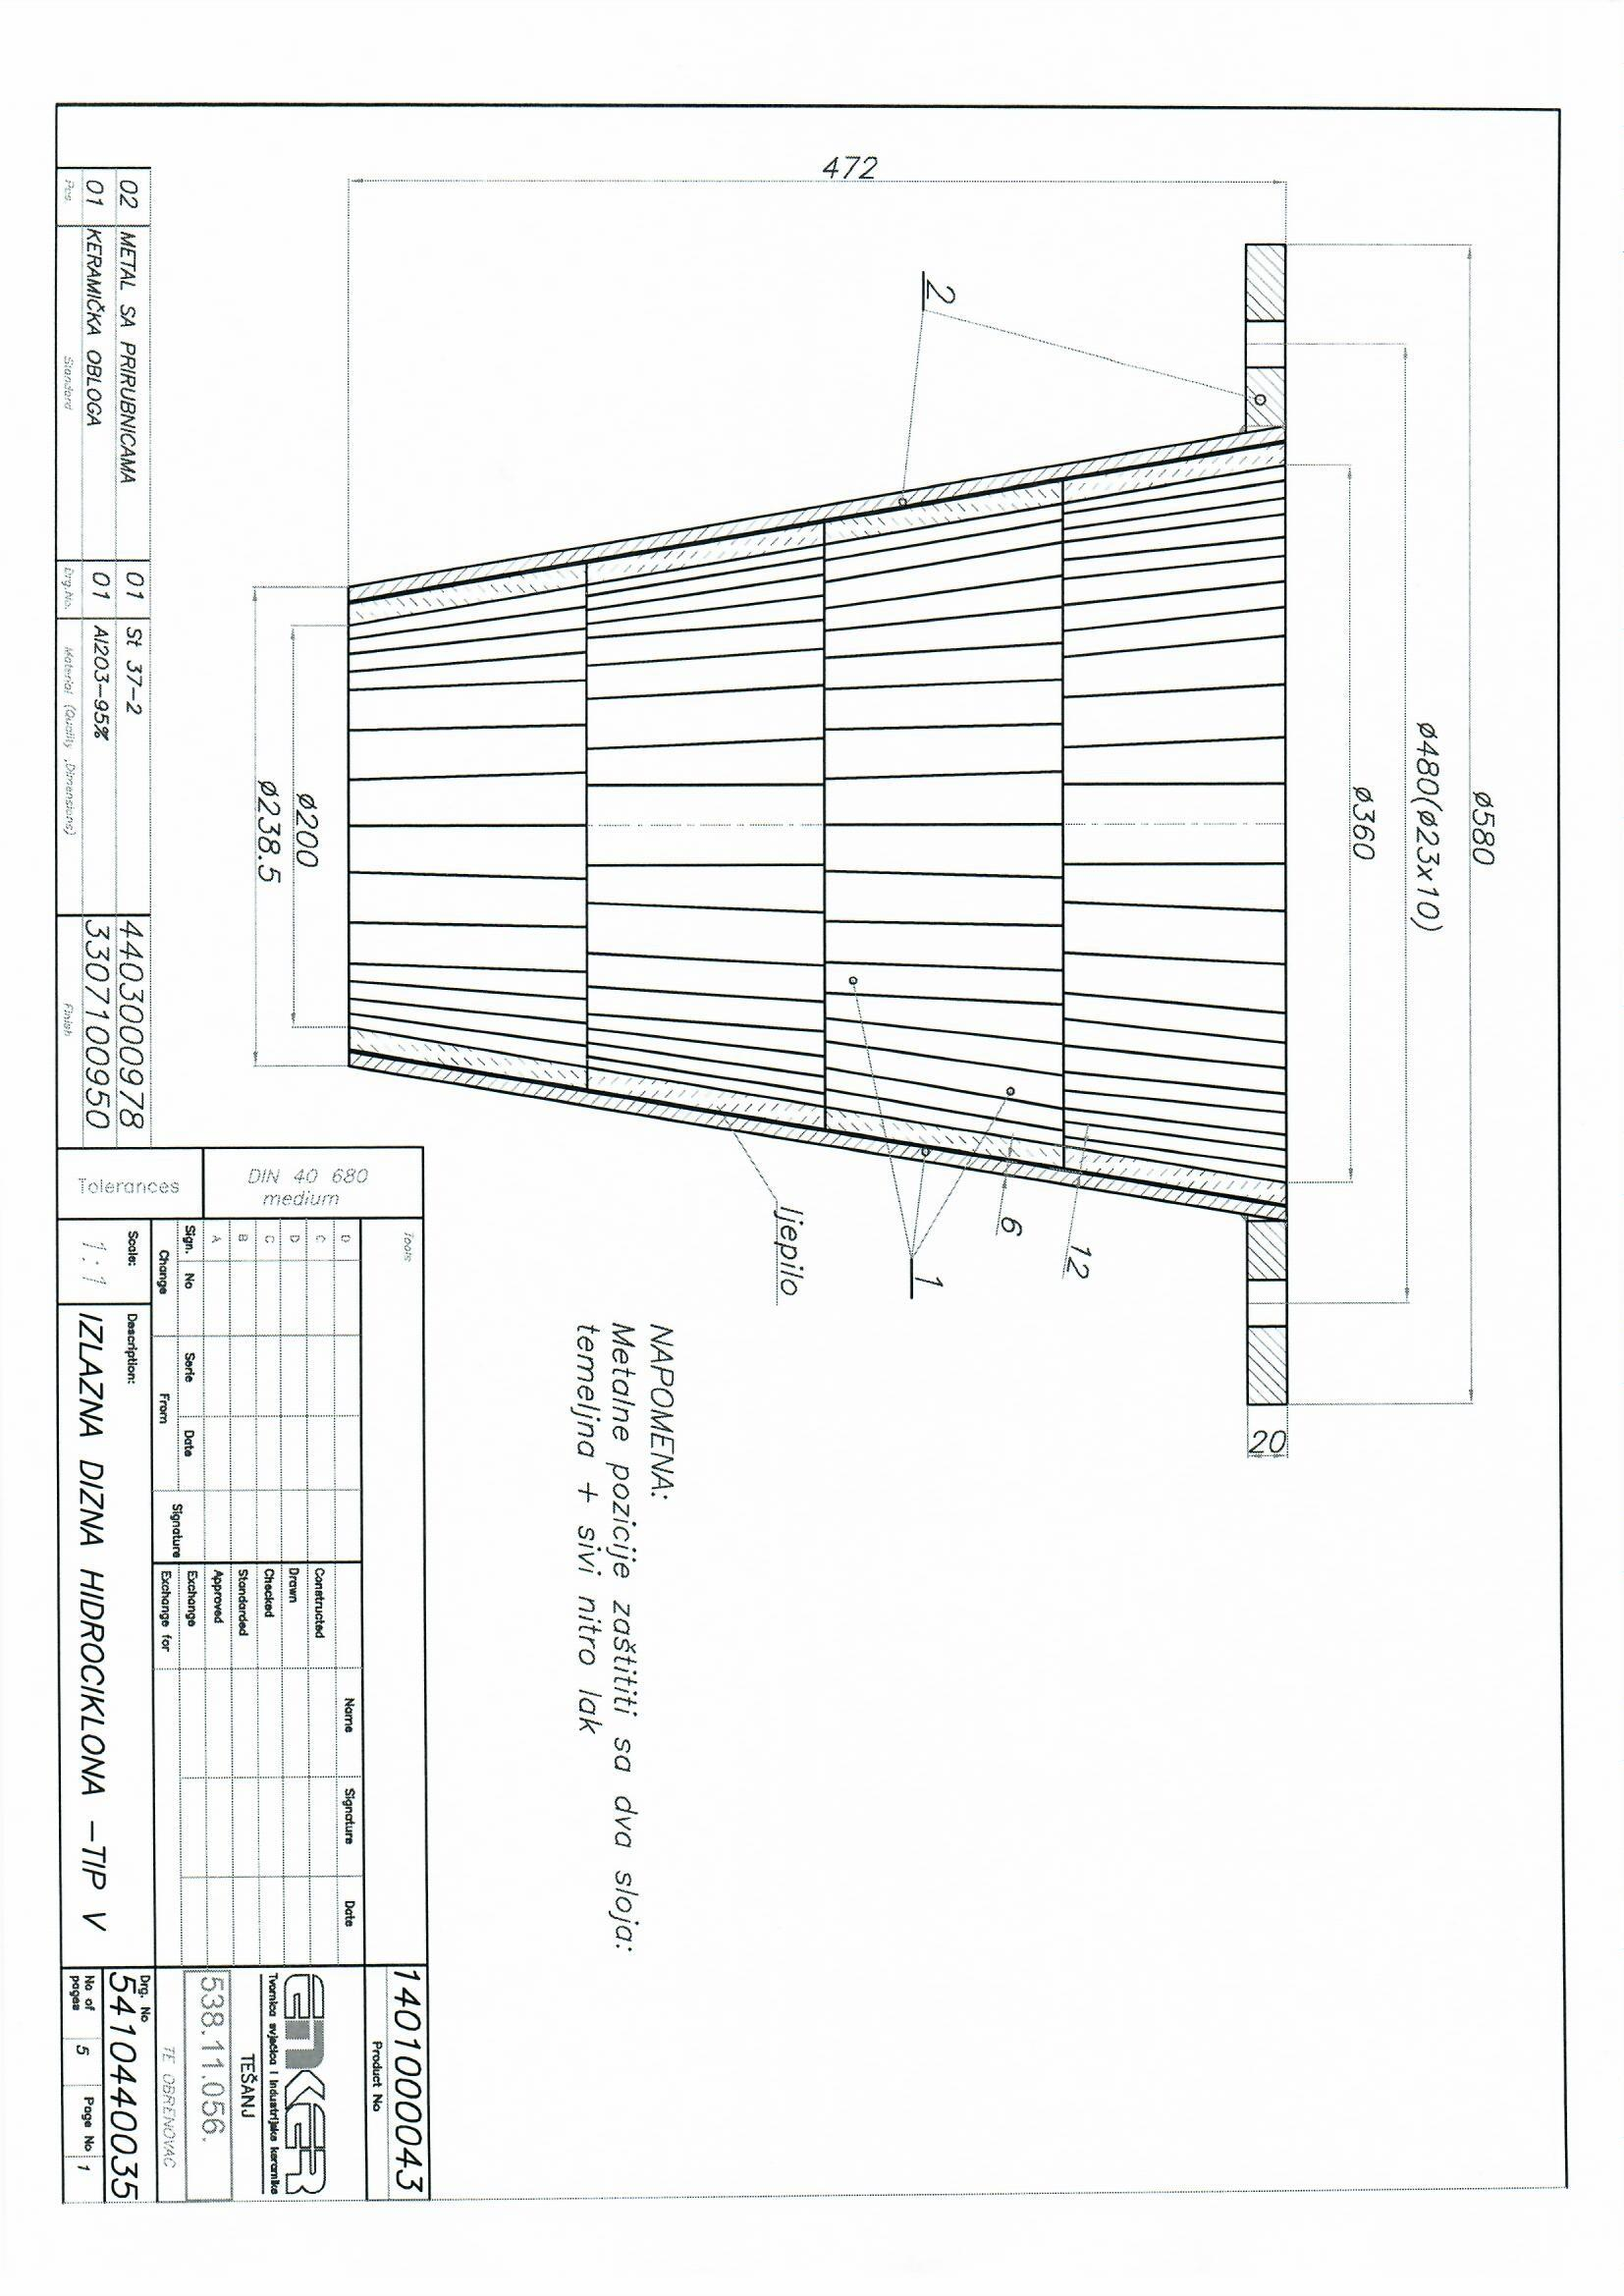 472
2
ø580
ø480(ø23x10)
ø360
ø200
ø238.5
20
12
6
1
ljepilo
NAPOMENA:
Metalne pozicije zaštititi sa dva sloja:
temeljna + sivi nitro lak
02 METAL SA PRIRUBNICAMA 01 St 37-2 4403000978
01 KERAMIČKA OBLOGA 01 Al2O3-95% 3307100950
Pos. Standard Drg.No. Material (Quality ,Dimensions) Finish
DIN 40 680
medium
Tolerances
Tools
D
C
D
C
B
A
Sign. No Serie Date Signature
Change From
Name Signature Date
Constructed
Drawn
Checked
Standarded
Approved
Exchange
Exchange for
1401000043
Product No
ENKER
Tvornica svjećica i industrijske keramike
TEŠANJ
538.11.056.
TE OBRENOVAC
Scale:
1:1
Description:
IZLAZNA DIZNA HIDROCIKLONA -TIP V
Drg. No
5410440035
No of
pages 5 Page No 1